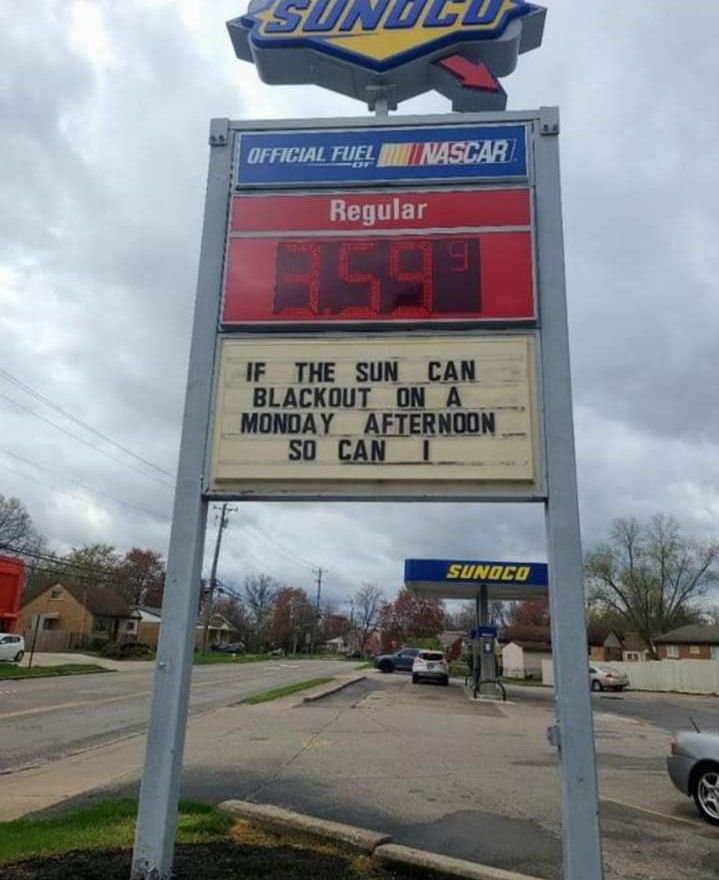 SUNOCO
OFFICIAL FUEL OF NASCAR
Regular
3.59 9
IF THE SUN CAN
BLACKOUT ON A
MONDAY AFTERNOON
SO CAN I
SUNOCO